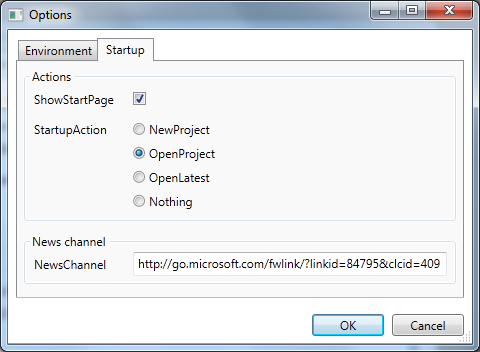 Options
Environment
Startup
Actions
ShowStartPage
StartupAction
NewProject
OpenProject
OpenLatest
Nothing
News channel
NewsChannel
http://go.microsoft.com/fwlink/?linkid=84795&clcid=409
OK
Cancel